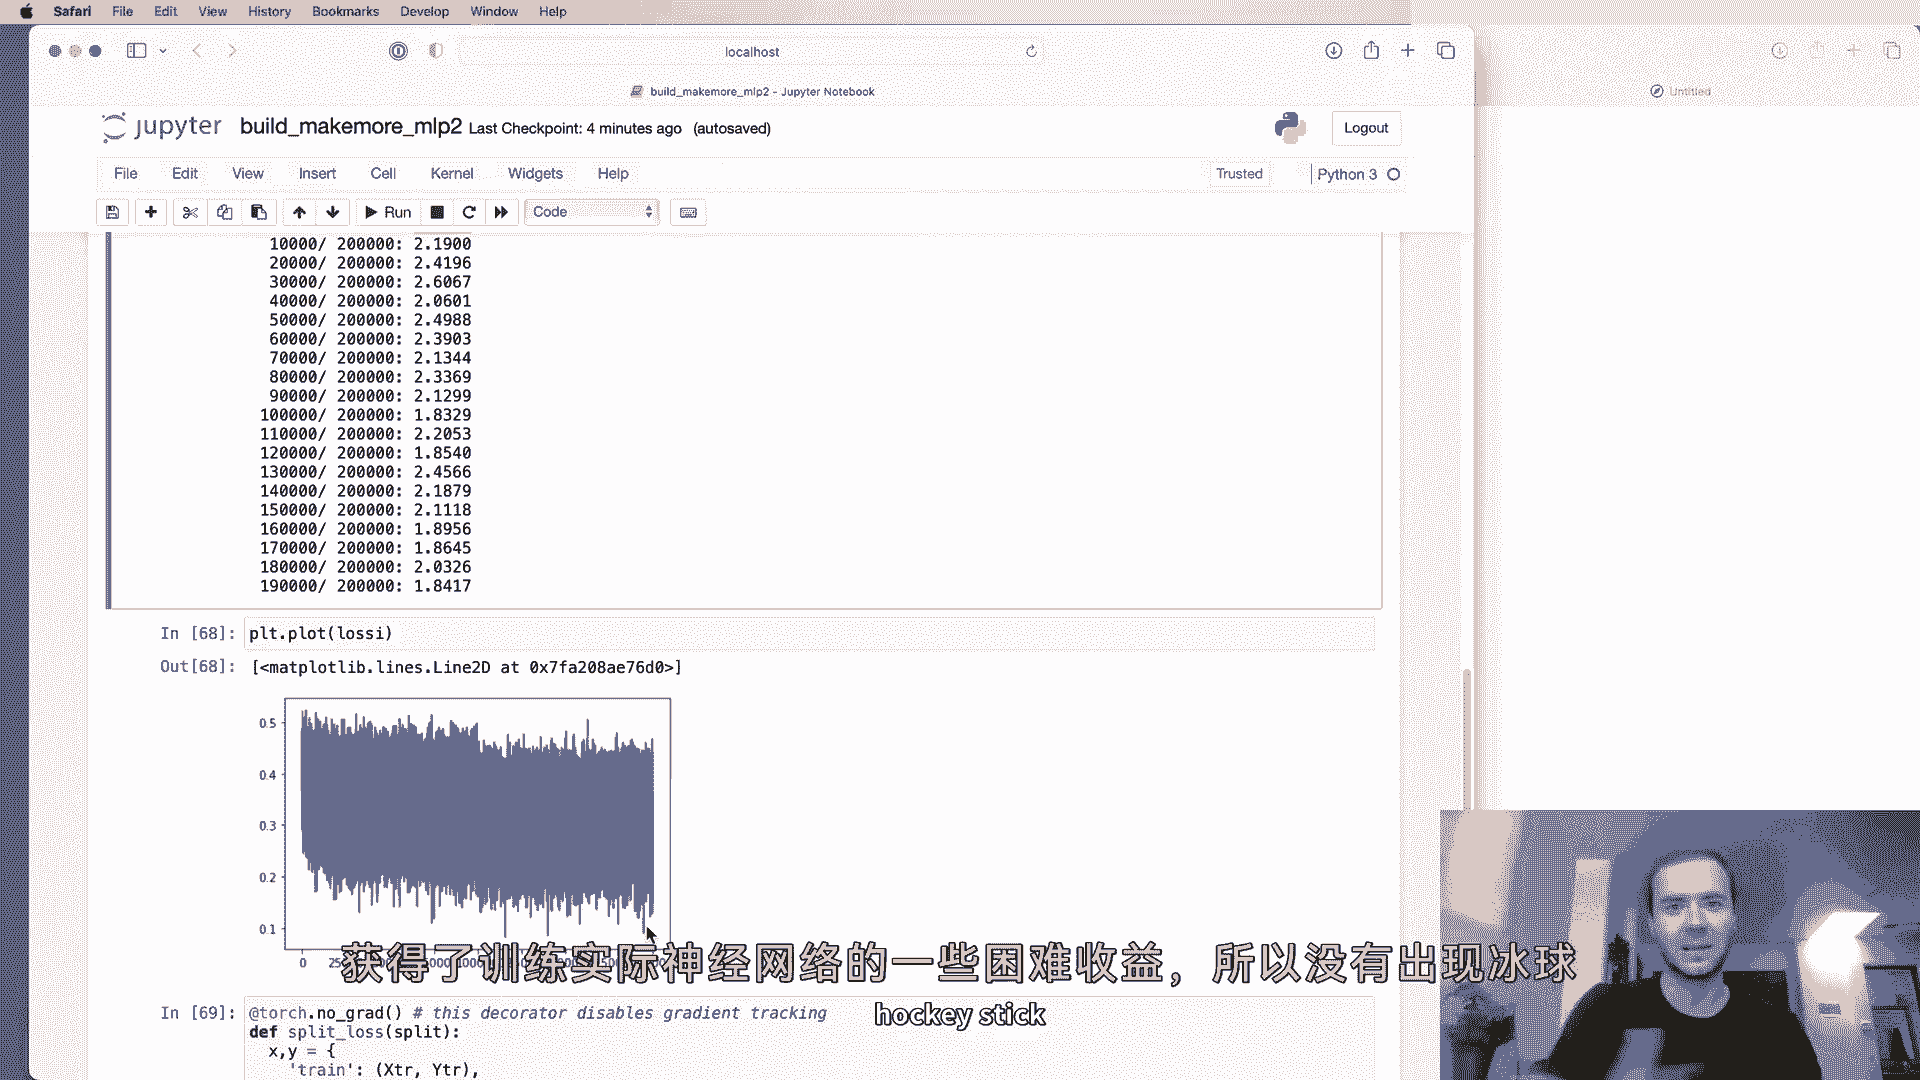 Safari File Edit View History Bookmarks Develop Window Help
localhost
build_makemore_mlp2 - Jupyter Notebook
Untitled
jupyter build_makemore_mlp2 Last Checkpoint: 4 minutes ago (autosaved)
Logout
File Edit View Insert Cell Kernel Widgets Help
Trusted
Python 3
Run
Code
10000/ 200000: 2.1900
20000/ 200000: 2.4196
30000/ 200000: 2.6067
40000/ 200000: 2.0601
50000/ 200000: 2.4988
60000/ 200000: 2.3903
70000/ 200000: 2.1344
80000/ 200000: 2.3369
90000/ 200000: 2.1299
100000/ 200000: 1.8329
110000/ 200000: 2.2053
120000/ 200000: 1.8540
130000/ 200000: 2.4566
140000/ 200000: 2.1879
150000/ 200000: 2.1118
160000/ 200000: 1.8956
170000/ 200000: 1.8645
180000/ 200000: 2.0326
190000/ 200000: 1.8417
In [68]: plt.plot(lossi)
Out[68]: [<matplotlib.lines.Line2D at 0x7fa208ae76d0>]
0.5
0.4
0.3
0.2
0.1
0
获得了训练实际神经网络的一些困难收益，所以没有出现冰球
hockey stick
In [69]: @torch.no_grad() # this decorator disables gradient tracking
def split_loss(split):
x,y = {
'train': (Xtr, Ytr),